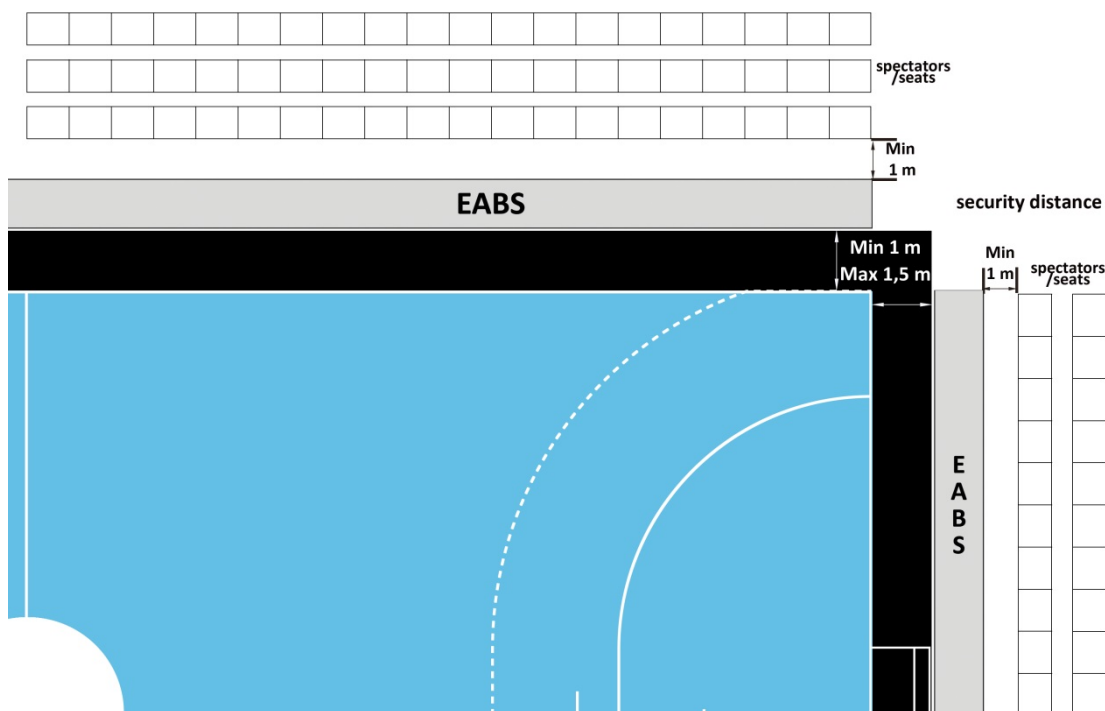 spectators
/seats
Min
1 m
EABS
security distance
Min 1 m
Max 1,5 m
Min
1 m
spectators
/seats
E
A
B
S